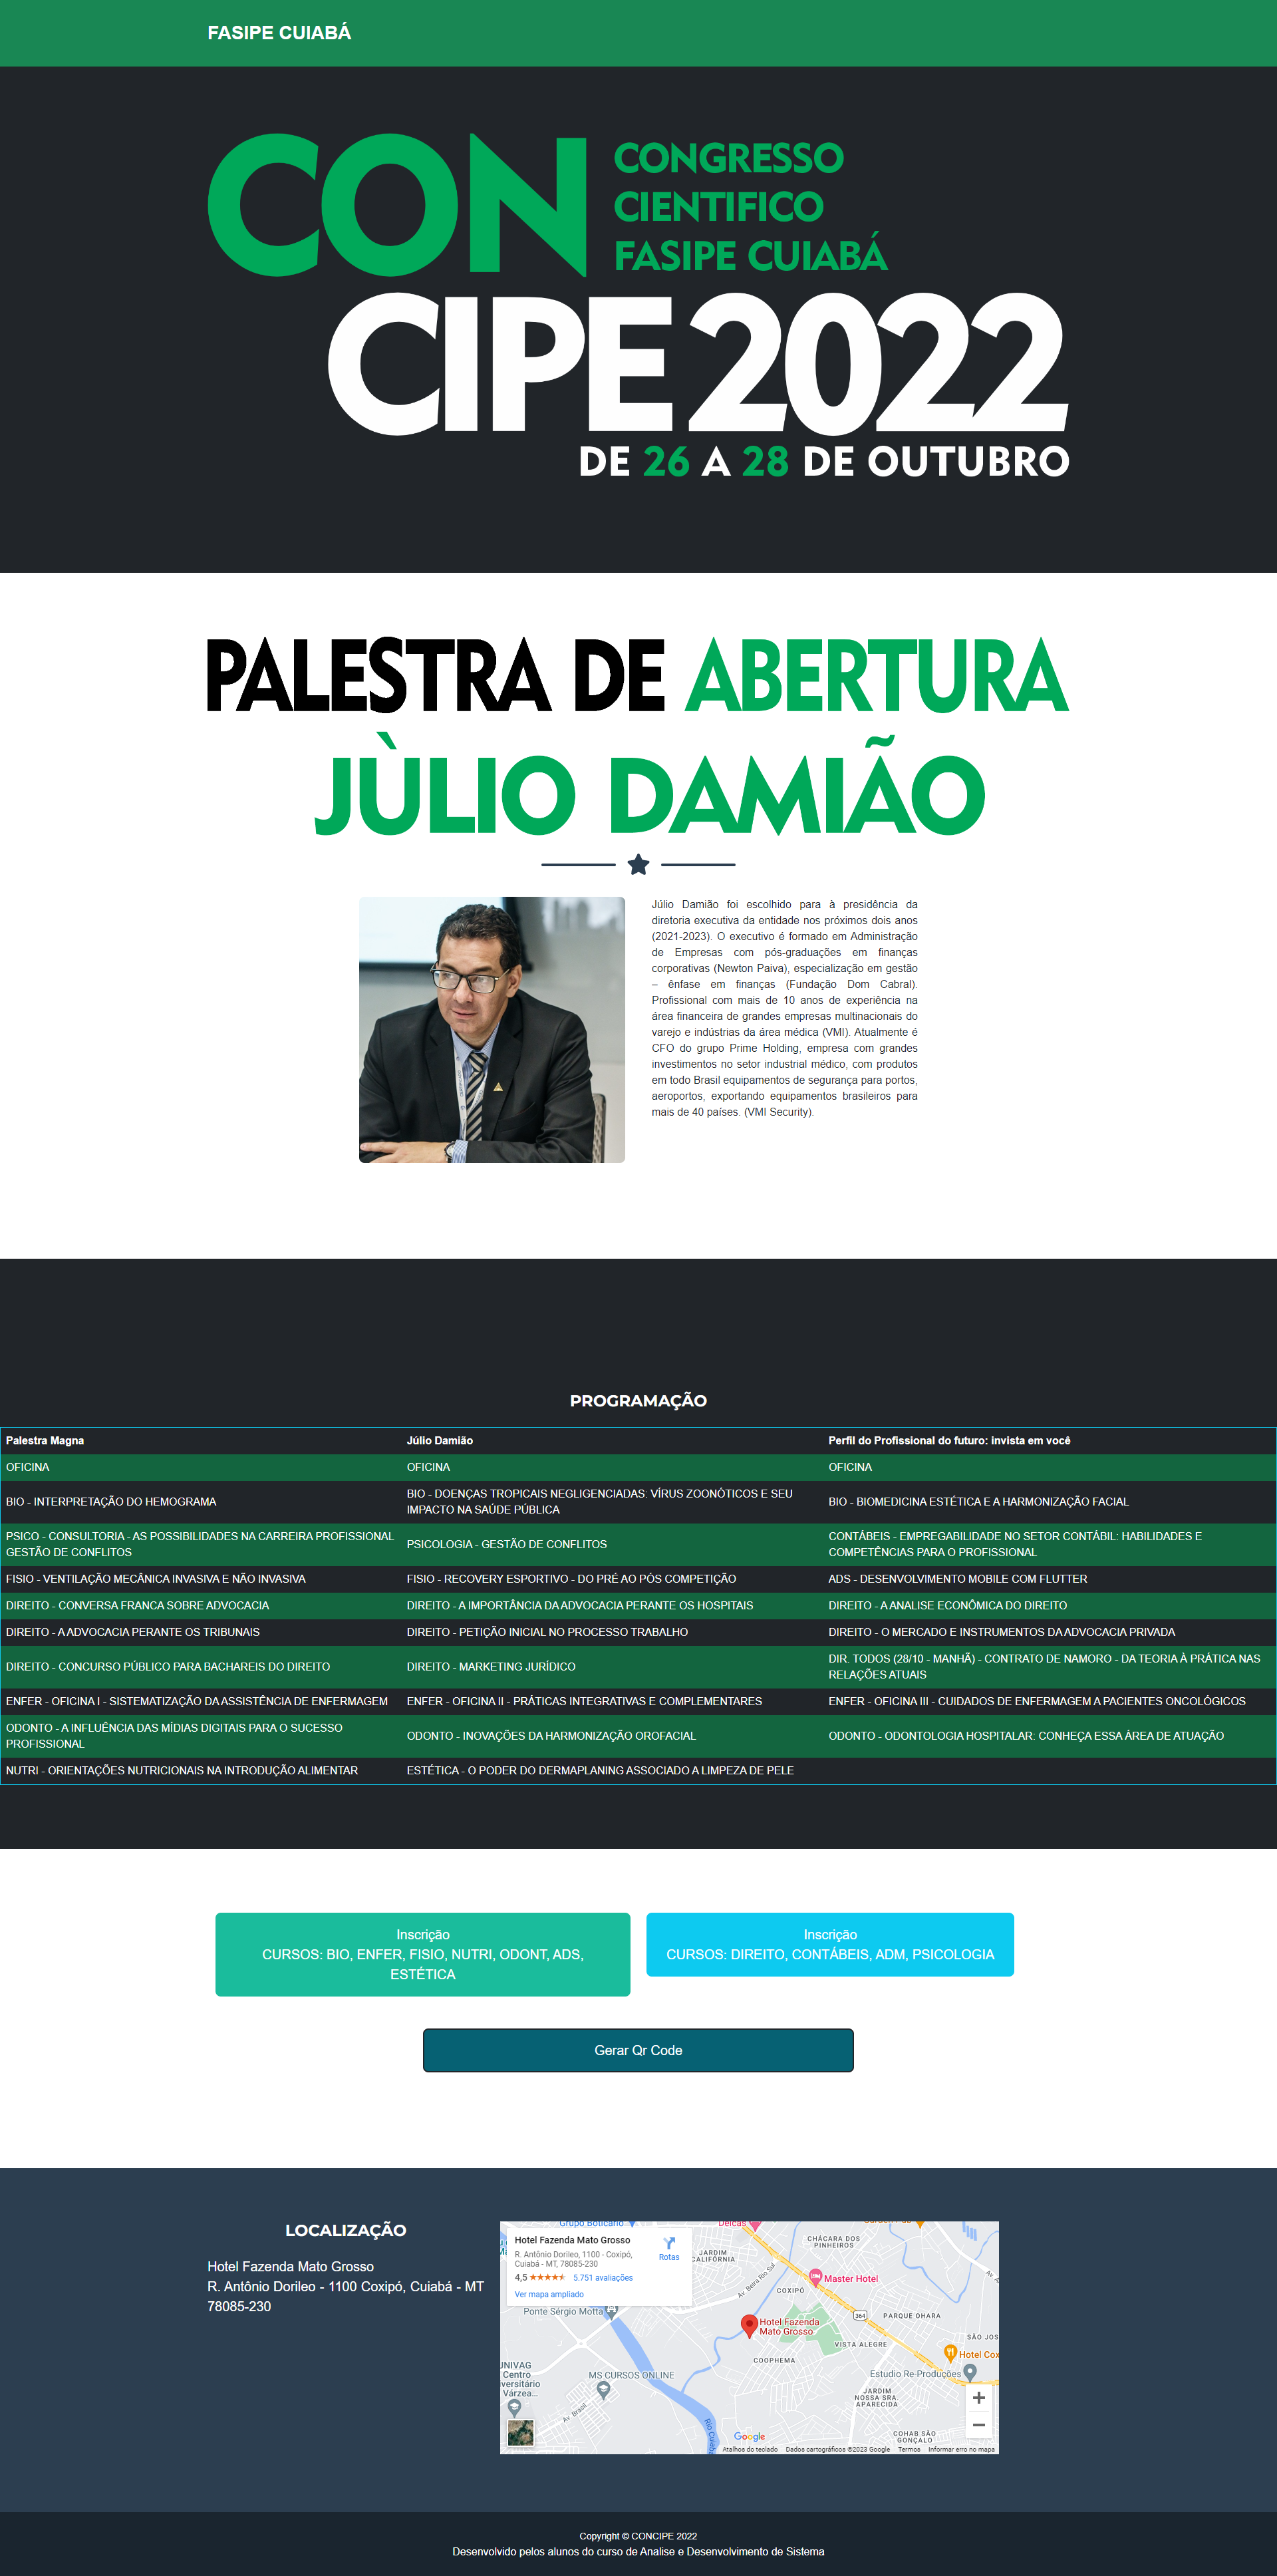 FASIPE CUIABÁ
CON
CONGRESSO
CIENTIFICO
FASIPE CUIABÁ
CIPE 2022
DE 26 A 28 DE OUTUBRO
PALESTRA DE ABERTURA
JÙLIO DAMIÃO
Júlio Damião foi escolhido para à presidência da
diretoria executiva da entidade nos próximos dois anos
(2021-2023). O executivo é formado em Administração
de Empresas com pós-graduações em finanças
corporativas (Newton Paiva), especialização em gestão
– ênfase em finanças (Fundação Dom Cabral).
Profissional com mais de 10 anos de experiência na
área financeira de grandes empresas multinacionais do
varejo e indústrias da área médica (VMI). Atualmente é
CFO do grupo Prime Holding, empresa com grandes
investimentos no setor industrial médico, com produtos
em todo Brasil equipamentos de segurança para portos,
aeroportos, exportando equipamentos brasileiros para
mais de 40 países. (VMI Security).
PROGRAMAÇÃO
Palestra Magna Júlio Damião Perfil do Profissional do futuro: invista em você
OFICINA OFICINA OFICINA
BIO - INTERPRETAÇÃO DO HEMOGRAMA
BIO - DOENÇAS TROPICAIS NEGLIGENCIADAS: VÍRUS ZOONÓTICOS E SEU
IMPACTO NA SAÚDE PÚBLICA
BIO - BIOMEDICINA ESTÉTICA E A HARMONIZAÇÃO FACIAL
PSICO - CONSULTORIA - AS POSSIBILIDADES NA CARREIRA PROFISSIONAL
GESTÃO DE CONFLITOS
PSICOLOGIA - GESTÃO DE CONFLITOS
CONTÁBEIS - EMPREGABILIDADE NO SETOR CONTÁBIL: HABILIDADES E
COMPETÊNCIAS PARA O PROFISSIONAL
FISIO - VENTILAÇÃO MECÂNICA INVASIVA E NÃO INVASIVA
FISIO - RECOVERY ESPORTIVO - DO PRÉ AO PÓS COMPETIÇÃO
ADS - DESENVOLVIMENTO MOBILE COM FLUTTER
DIREITO - CONVERSA FRANCA SOBRE ADVOCACIA
DIREITO - A IMPORTÂNCIA DA ADVOCACIA PERANTE OS HOSPITAIS
DIREITO - A ANALISE ECONÔMICA DO DIREITO
DIREITO - A ADVOCACIA PERANTE OS TRIBUNAIS
DIREITO - PETIÇÃO INICIAL NO PROCESSO TRABALHO
DIREITO - O MERCADO E INSTRUMENTOS DA ADVOCACIA PRIVADA
DIREITO - CONCURSO PÚBLICO PARA BACHAREIS DO DIREITO
DIREITO - MARKETING JURÍDICO
DIR. TODOS (28/10 - MANHÃ) - CONTRATO DE NAMORO - DA TEORIA À PRÁTICA NAS
RELAÇÕES ATUAIS
ENFER - OFICINA I - SISTEMATIZAÇÃO DA ASSISTÊNCIA DE ENFERMAGEM
ENFER - OFICINA II - PRÁTICAS INTEGRATIVAS E COMPLEMENTARES
ENFER - OFICINA III - CUIDADOS DE ENFERMAGEM A PACIENTES ONCOLÓGICOS
ODONTO - A INFLUÊNCIA DAS MÍDIAS DIGITAIS PARA O SUCESSO
PROFISSIONAL
ODONTO - INOVAÇÕES DA HARMONIZAÇÃO OROFACIAL
ODONTO - ODONTOLOGIA HOSPITALAR: CONHEÇA ESSA ÁREA DE ATUAÇÃO
NUTRI - ORIENTAÇÕES NUTRICIONAIS NA INTRODUÇÃO ALIMENTAR
ESTÉTICA - O PODER DO DERMAPLANING ASSOCIADO A LIMPEZA DE PELE
Inscrição
CURSOS: BIO, ENFER, FISIO, NUTRI, ODONT, ADS,
ESTÉTICA
Inscrição
CURSOS: DIREITO, CONTÁBEIS, ADM, PSICOLOGIA
Gerar Qr Code
LOCALIZAÇÃO
Hotel Fazenda Mato Grosso
R. Antônio Dorileo - 1100 Coxipó, Cuiabá - MT
78085-230
Grupo Boticário
Delcas
Hotel Fazenda Mato Grosso
R. Antônio Dorileo, 1100 - Coxipó,
Cuiabá - MT, 78085-230
4,5 5.751 avaliações
Ver mapa ampliado
Rotas
JARDIM
CALIFÓRNIA
CHÁCARA DOS
PINHEIROS
Av. Beira Rio Sul
COXIPÓ
Master Hotel
Ponte Sérgio Motta
Hotel Fazenda
Mato Grosso
364
PARQUE OHARA
VISTA ALEGRE
SÃO JOS
Hotel Cox
COOPHEMA
Estudio Re-Produções
UNIVAG
Centro
versitário
Várzea...
MS CURSOS ONLINE
Av. Brasil
JARDIM
NOSSA SRA.
APARECIDA
COHAB SÃO
GONÇALO
Google
Atalhos do teclado Dados cartográficos ©2023 Google Termos Informar erro no mapa
Copyright © CONCIPE 2022
Desenvolvido pelos alunos do curso de Analise e Desenvolvimento de Sistema